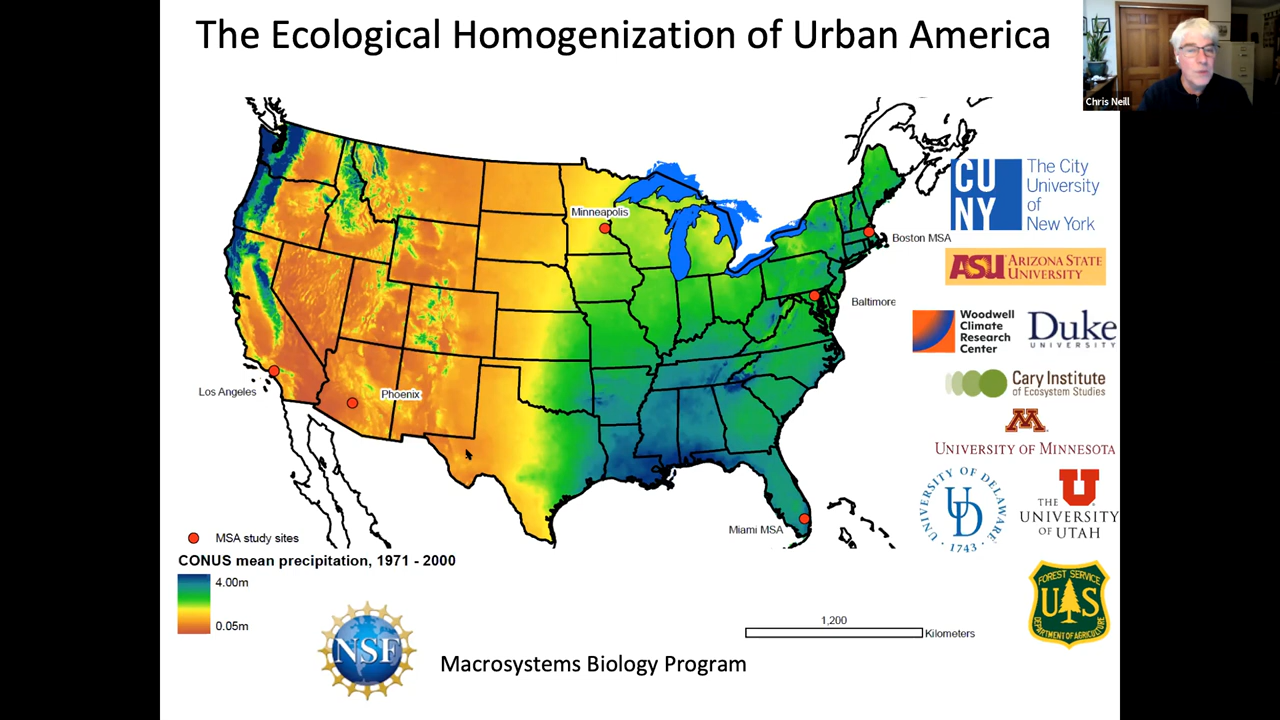 The Ecological Homogenization of Urban America
Chris Neill
Minneapolis
Boston MSA
Baltimore
Los Angeles
Phoenix
Miami MSA
CU
NY
The City
University
of
New York
ASU ARIZONA STATE
UNIVERSITY
Woodwell
Climate
Research
Center
Duke
UNIVERSITY
Cary Institute
of Ecosystem Studies
M
UNIVERSITY OF MINNESOTA
UNIVERSITY OF DELAWARE
UD
· 1743 ·
U
THE
UNIVERSITY
OF UTAH
FOREST SERVICE
U S
DEPARTMENT OF AGRICULTURE
MSA study sites
CONUS mean precipitation, 1971 - 2000
4.00m
0.05m
NSF
Macrosystems Biology Program
1,200
Kilometers